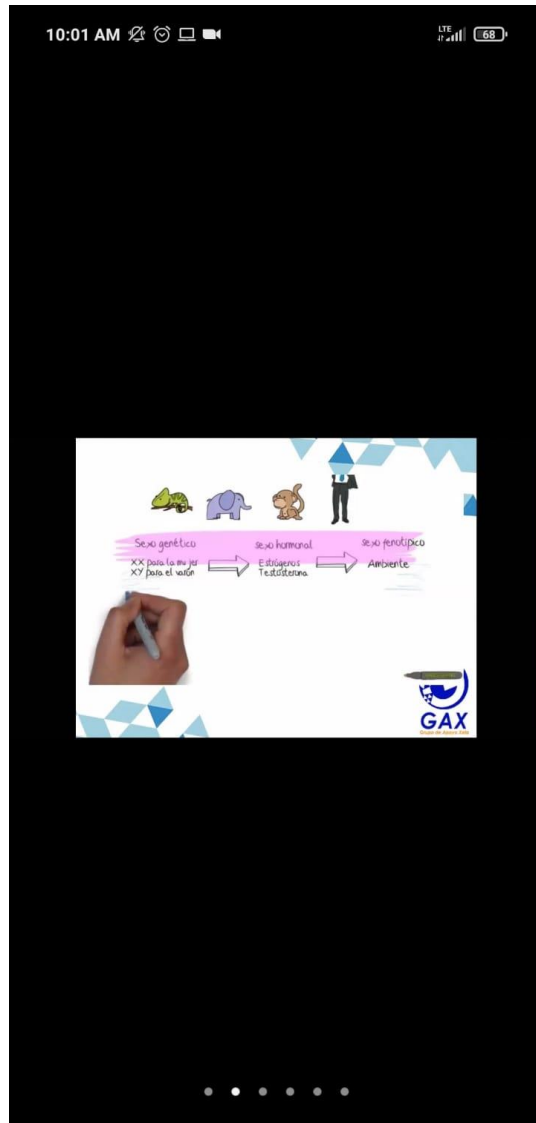 10:01 AM
LTE
68
Sexo genético
sexo hormonal
sexo fenotípico
XX para la mujer
XY para el varón
Estrógenos
Testosterona
Ambiente
GAX